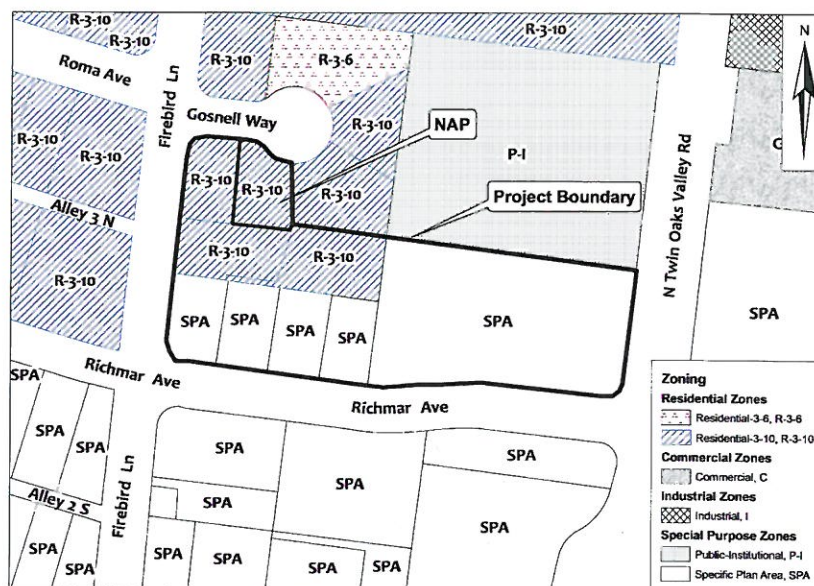 R-3-10
R-3-10
R-3-10
R-3-6
N
Roma Ave
Firebird Ln
Gosnell Way
R-3-10
NAP
P-I
R-3-10
R-3-10
R-3-10
R-3-10
R-3-10
Project Boundary
N Twin Oaks Valley Rd
Alley 3 N
R-3-10
R-3-10
R-3-10
SPA
SPA
SPA
SPA
SPA
SPA
Richmar Ave
Richmar Ave
SPA
SPA
SPA
Firebird Ln
SPA
SPA
SPA
SPA
Alley 2 S
SPA
SPA
SPA
SPA
SPA
SPA
SPA
Zoning
Residential Zones
Residential-3-6, R-3-6
Residential-3-10, R-3-10
Commercial Zones
Commercial, C
Industrial Zones
Industrial, I
Special Purpose Zones
Public-Institutional, P-I
Specific Plan Area, SPA